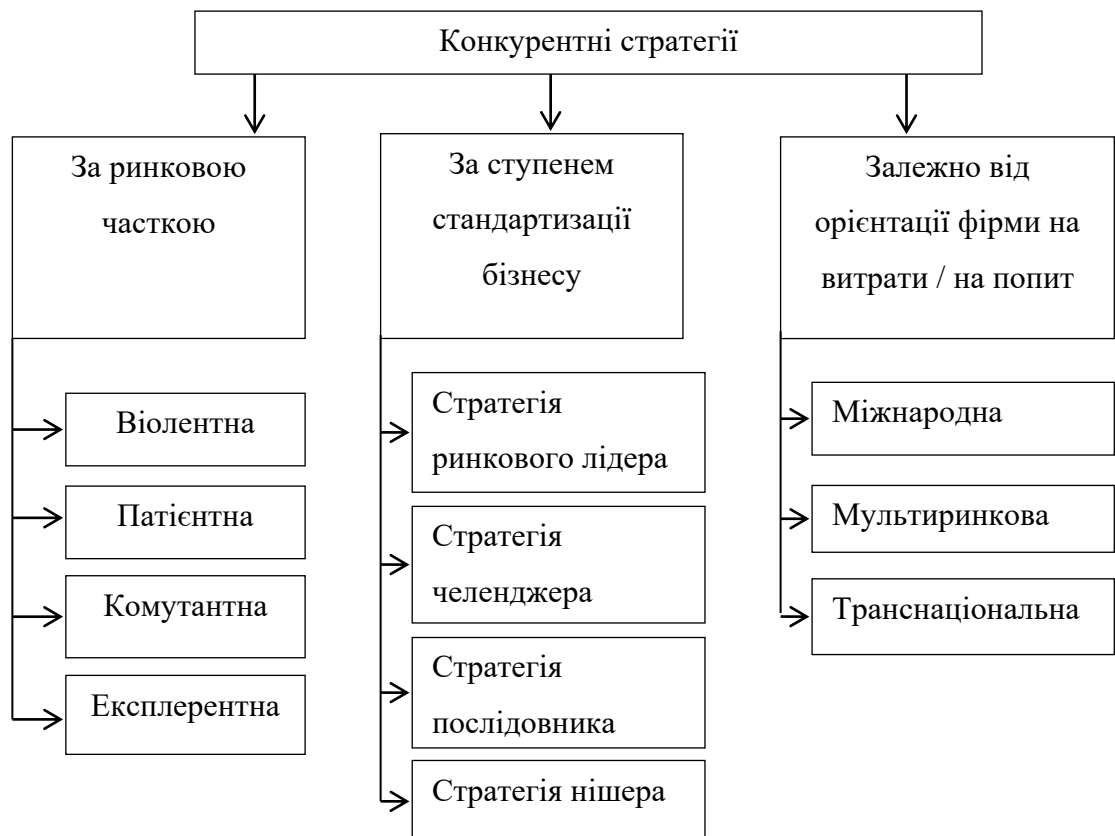 Конкурентні стратегії
За ринковою
часткою
За ступенем
стандартизації
бізнесу
Залежно від
орієнтації фірми на
витрати / на попит
Віолентна
Патієнтна
Комутантна
Експлерентна
Стратегія
ринкового лідера
Стратегія
челенджера
Стратегія
послідовника
Стратегія нішера
Міжнародна
Мультиринкова
Транснаціональна